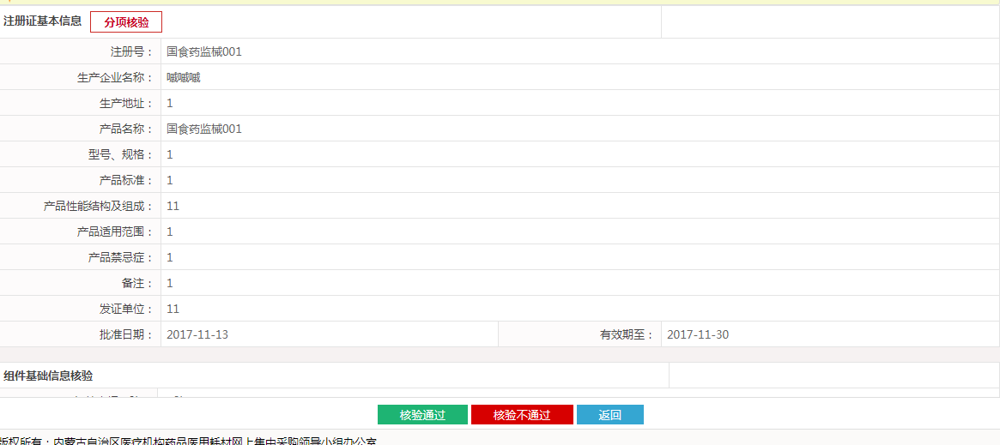 注册证基本信息 分项核验
注册号： 国食药监械001
生产企业名称： 嘁嘁嘁
生产地址： 1
产品名称： 国食药监械001
型号、规格： 1
产品标准： 1
产品性能结构及组成： 11
产品适用范围： 1
产品禁忌症： 1
备注： 1
发证单位： 11
批准日期： 2017-11-13 有效期至： 2017-11-30
组件基础信息核验
核验通过 核验不通过 返回
版权所有：内蒙古自治区医疗机构药品医用耗材网上集中采购领导小组办公室